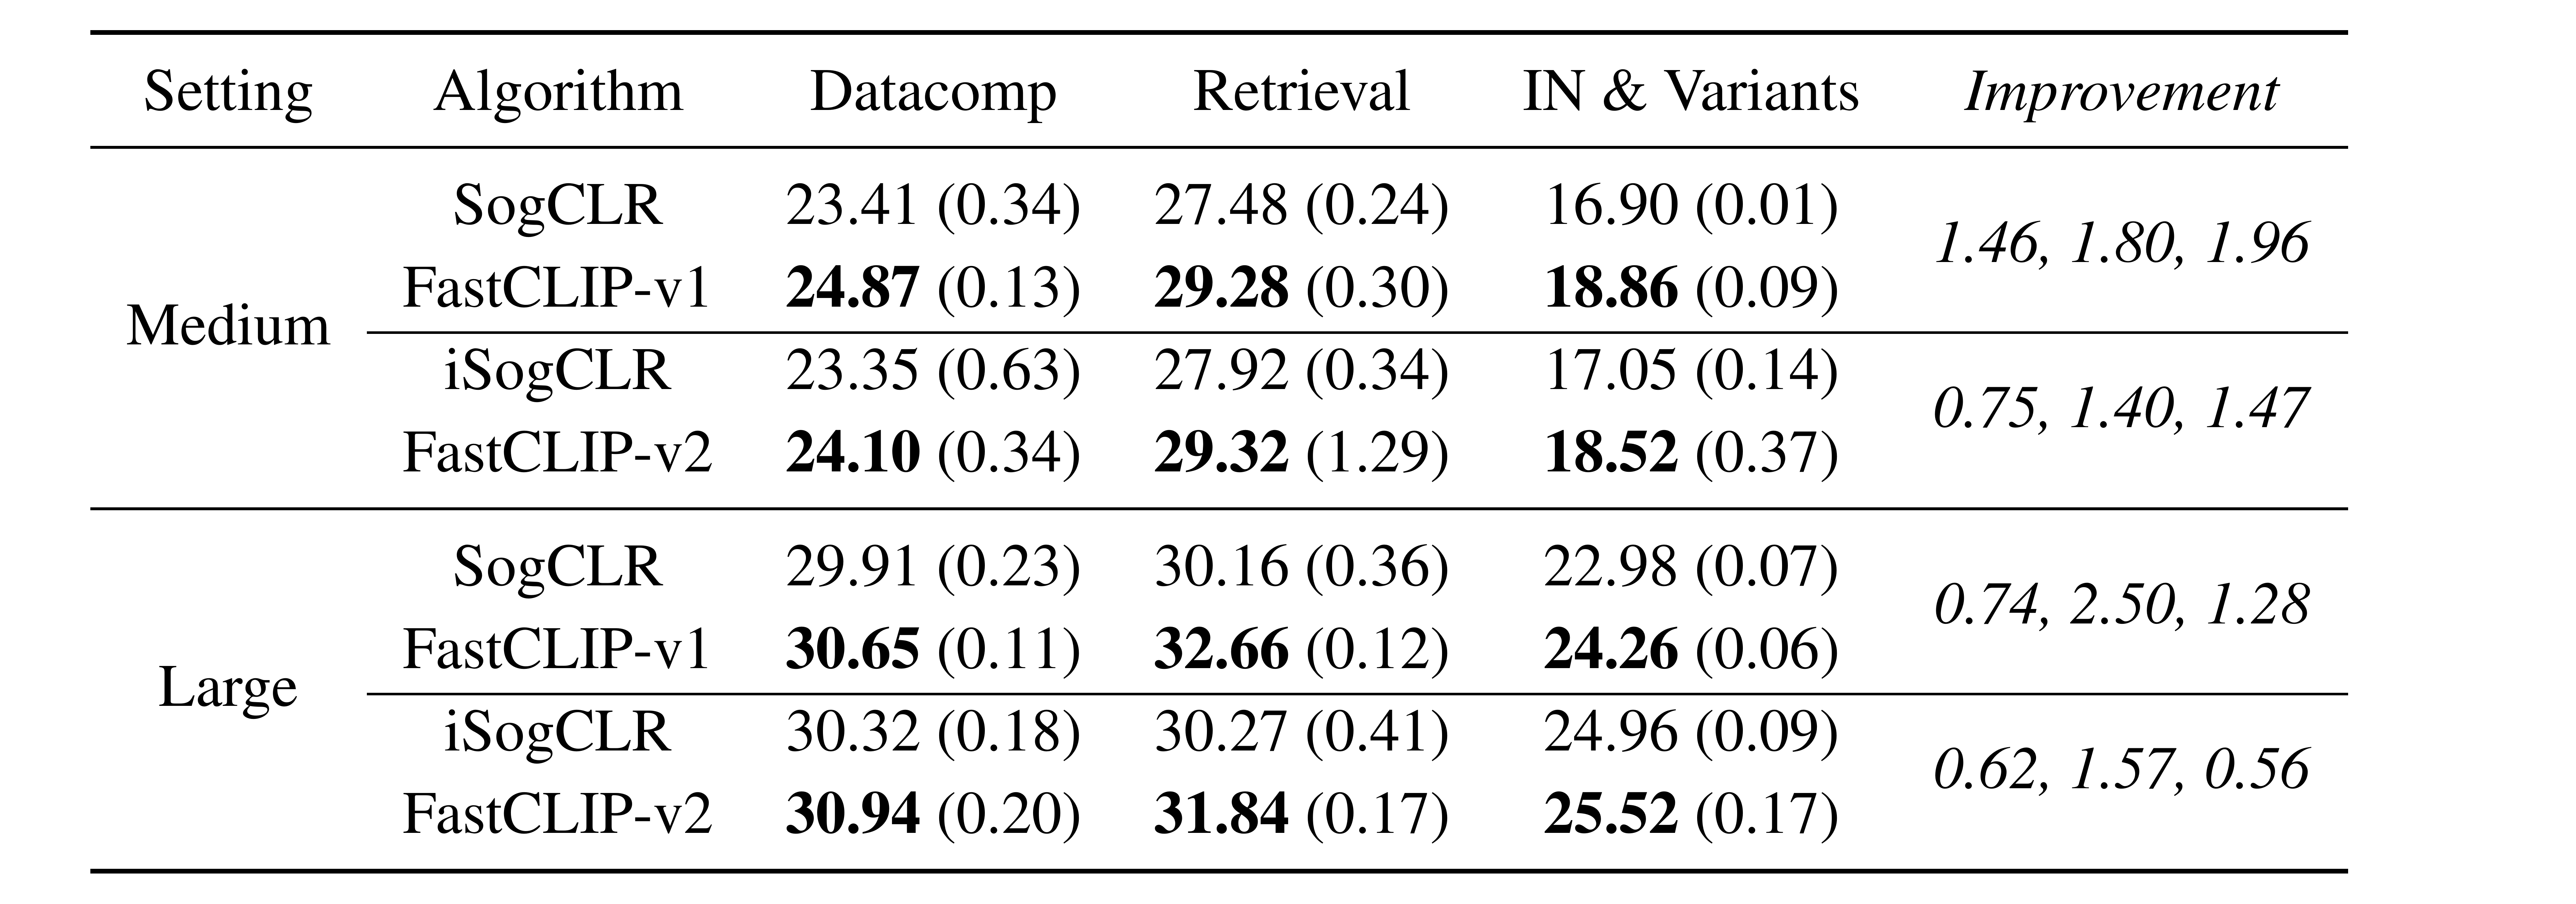 Setting Algorithm Datacomp Retrieval IN & Variants Improvement
SogCLR 23.41 (0.34) 27.48 (0.24) 16.90 (0.01)
1.46, 1.80, 1.96
FastCLIP-v1 24.87 (0.13) 29.28 (0.30) 18.86 (0.09)
Medium
iSogCLR 23.35 (0.63) 27.92 (0.34) 17.05 (0.14)
0.75, 1.40, 1.47
FastCLIP-v2 24.10 (0.34) 29.32 (1.29) 18.52 (0.37)
SogCLR 29.91 (0.23) 30.16 (0.36) 22.98 (0.07)
0.74, 2.50, 1.28
FastCLIP-v1 30.65 (0.11) 32.66 (0.12) 24.26 (0.06)
Large
iSogCLR 30.32 (0.18) 30.27 (0.41) 24.96 (0.09)
0.62, 1.57, 0.56
FastCLIP-v2 30.94 (0.20) 31.84 (0.17) 25.52 (0.17)